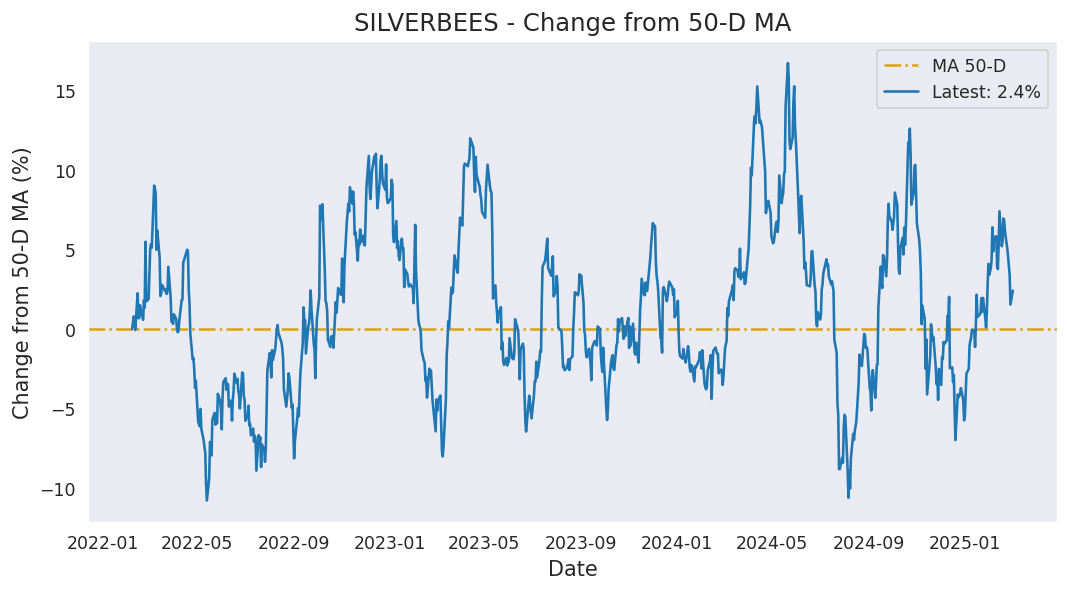 SILVERBEES - Change from 50-D MA
MA 50-D
Latest: 2.4%
Change from 50-D MA (%)
15
10
5
0
−5
−10
2022-01 2022-05 2022-09 2023-01 2023-05 2023-09 2024-01 2024-05 2024-09 2025-01
Date